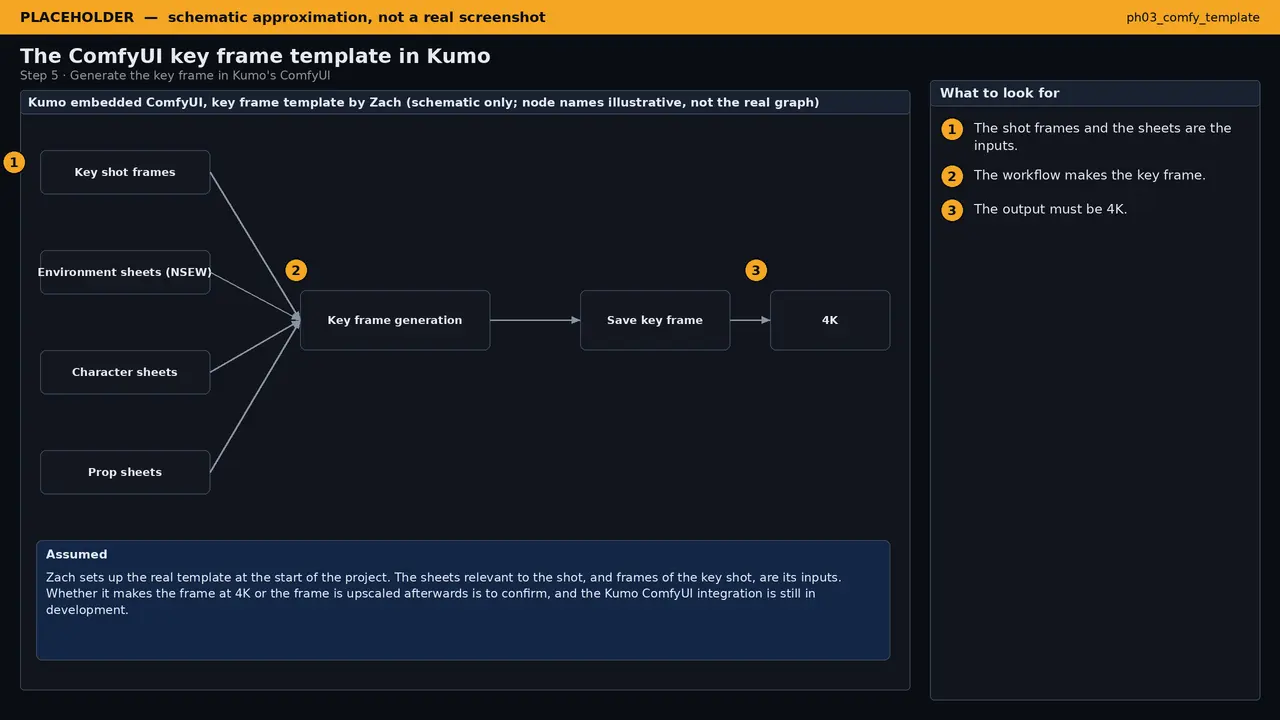 PLACEHOLDER — schematic approximation, not a real screenshot
ph03_comfy_template
The ComfyUI key frame template in Kumo
Step 5 · Generate the key frame in Kumo's ComfyUI
Kumo embedded ComfyUI, key frame template by Zach (schematic only; node names illustrative, not the real graph)
1
Key shot frames
Environment sheets (NSEW)
2
3
Key frame generation
Save key frame
4K
Character sheets
Prop sheets
Assumed
Zach sets up the real template at the start of the project. The sheets relevant to the shot, and frames of the key shot, are its inputs.
Whether it makes the frame at 4K or the frame is upscaled afterwards is to confirm, and the Kumo ComfyUI integration is still in
development.
What to look for
1 The shot frames and the sheets are the
inputs.
2 The workflow makes the key frame.
3 The output must be 4K.